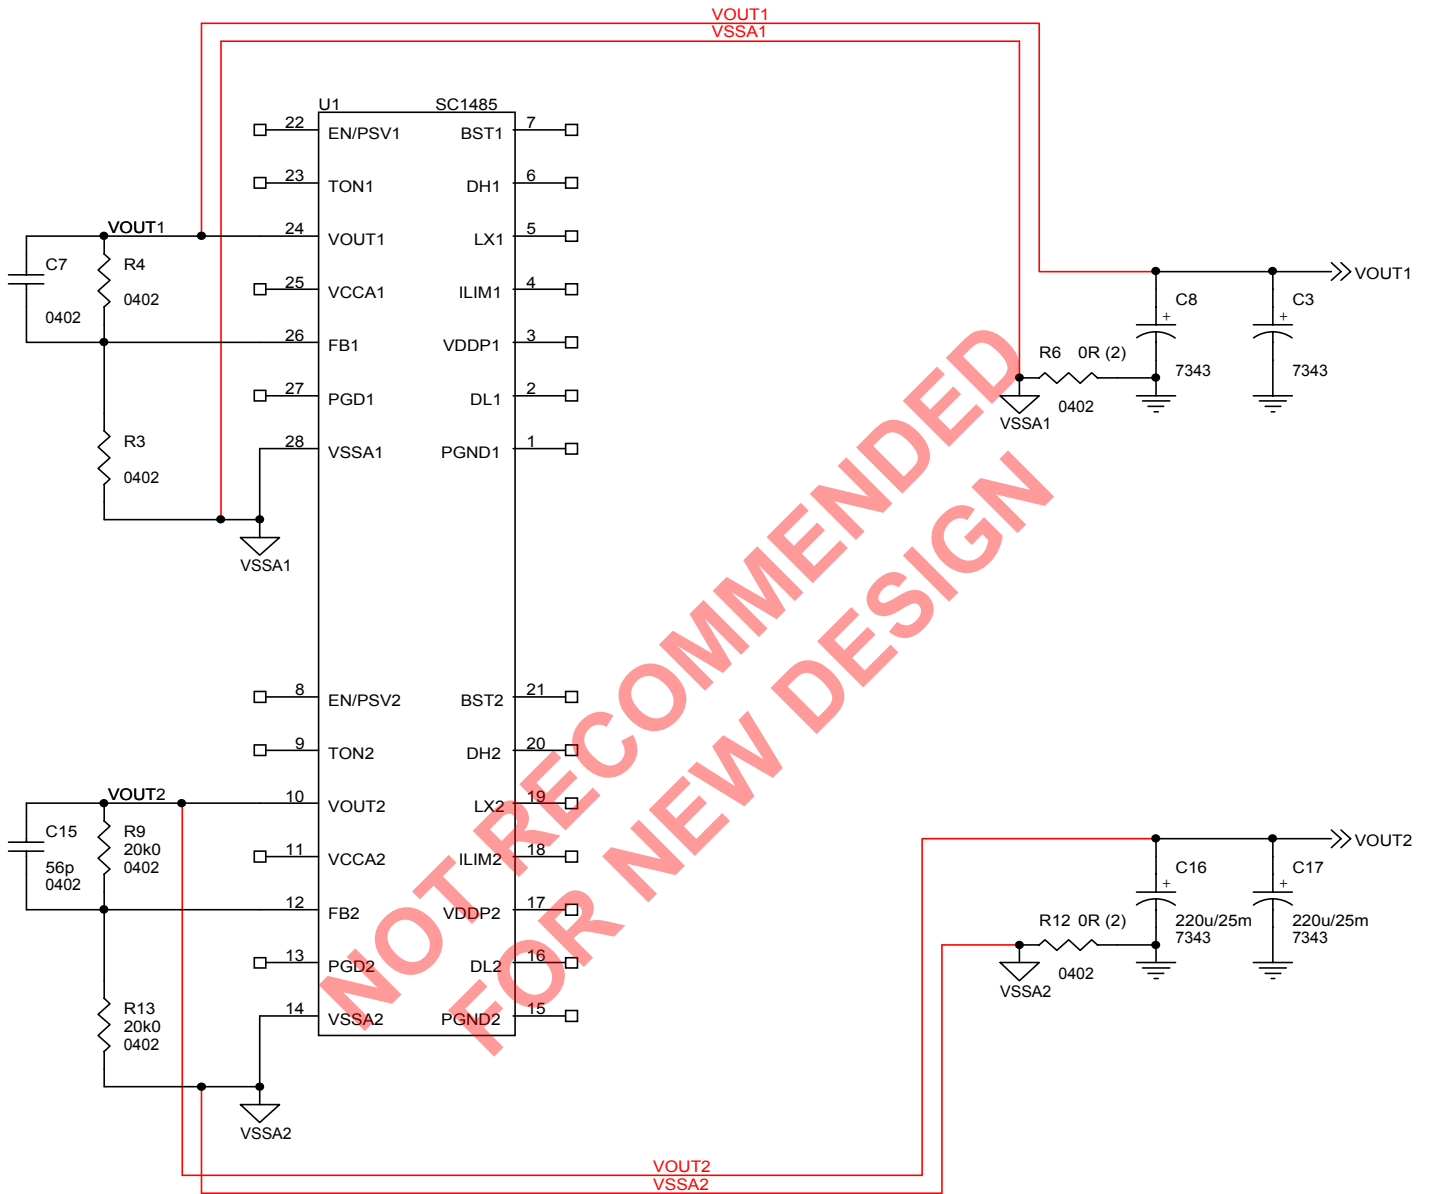 VOUT1
VSSA1
U1 SC1485
22 EN/PSV1 BST1 7
23 TON1 DH1 6
VOUT1
24 VOUT1 LX1 5
C7 R4
0402
0402
25 VCCA1 ILIM1 4
VOUT1
C8 C3
+ +
26 FB1 VDDP1 3
R6 0R (2)
7343 7343
0402
VSSA1
27 PGD1 DL1 2
R3
0402
28 VSSA1 PGND1 1
VSSA1
NOT RECOMMENDED
FOR NEW DESIGN
8 EN/PSV2 BST2 21
9 TON2 DH2 20
VOUT2
10 VOUT2 LX2 19
C15 R9
20k0
56p 0402
0402
11 VCCA2 ILIM2 18
VOUT2
C16 C17
+ +
12 FB2 VDDP2 17
R12 0R (2)
220u/25m 220u/25m
7343 7343
0402
VSSA2
13 PGD2 DL2 16
R13
20k0
0402
14 VSSA2 PGND2 15
VSSA2
VOUT2
VSSA2